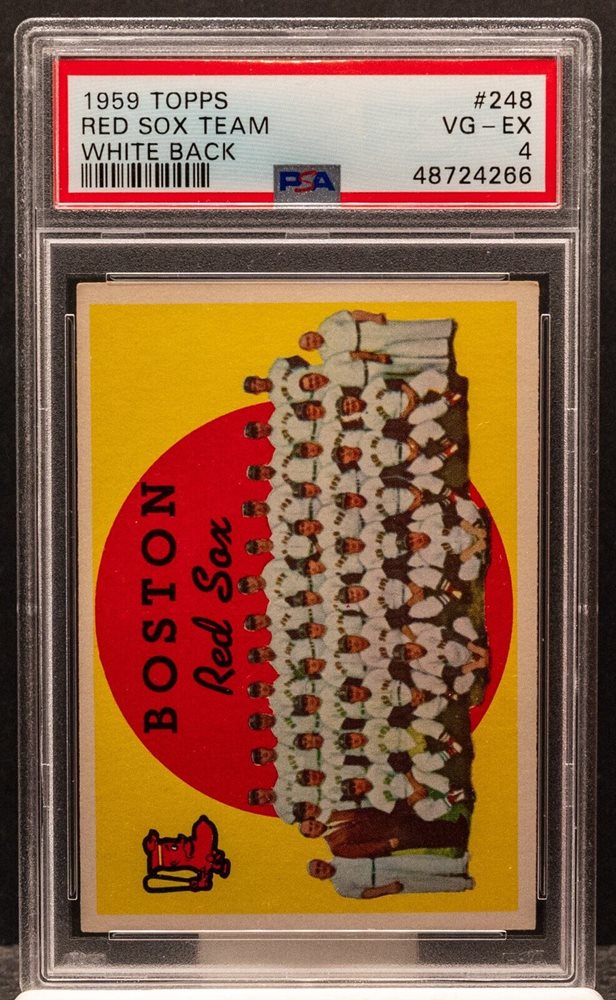 1959 TOPPS #248
RED SOX TEAM VG - EX
WHITE BACK 4
PSA 48724266
BOSTON
Red Sox